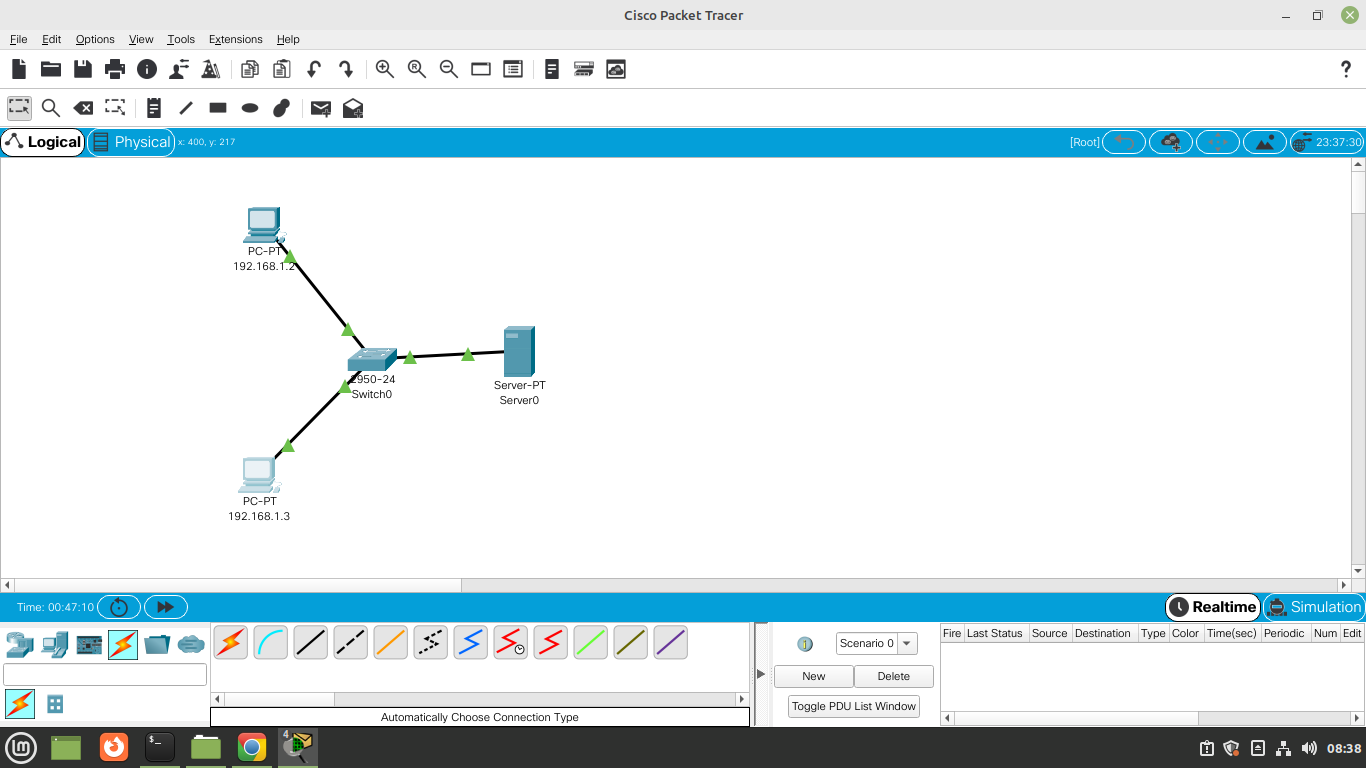 Cisco Packet Tracer
File Edit Options View Tools Extensions Help
Logical Physical x: 400, y: 217 [Root] 23:37:30
PC-PT
192.168.1.2
2950-24
Switch0
Server-PT
Server0
PC-PT
192.168.1.3
Time: 00:47:10 Realtime Simulation
Scenario 0
New Delete
Toggle PDU List Window
Fire Last Status Source Destination Type Color Time(sec) Periodic Num Edit
Automatically Choose Connection Type
4 08:38